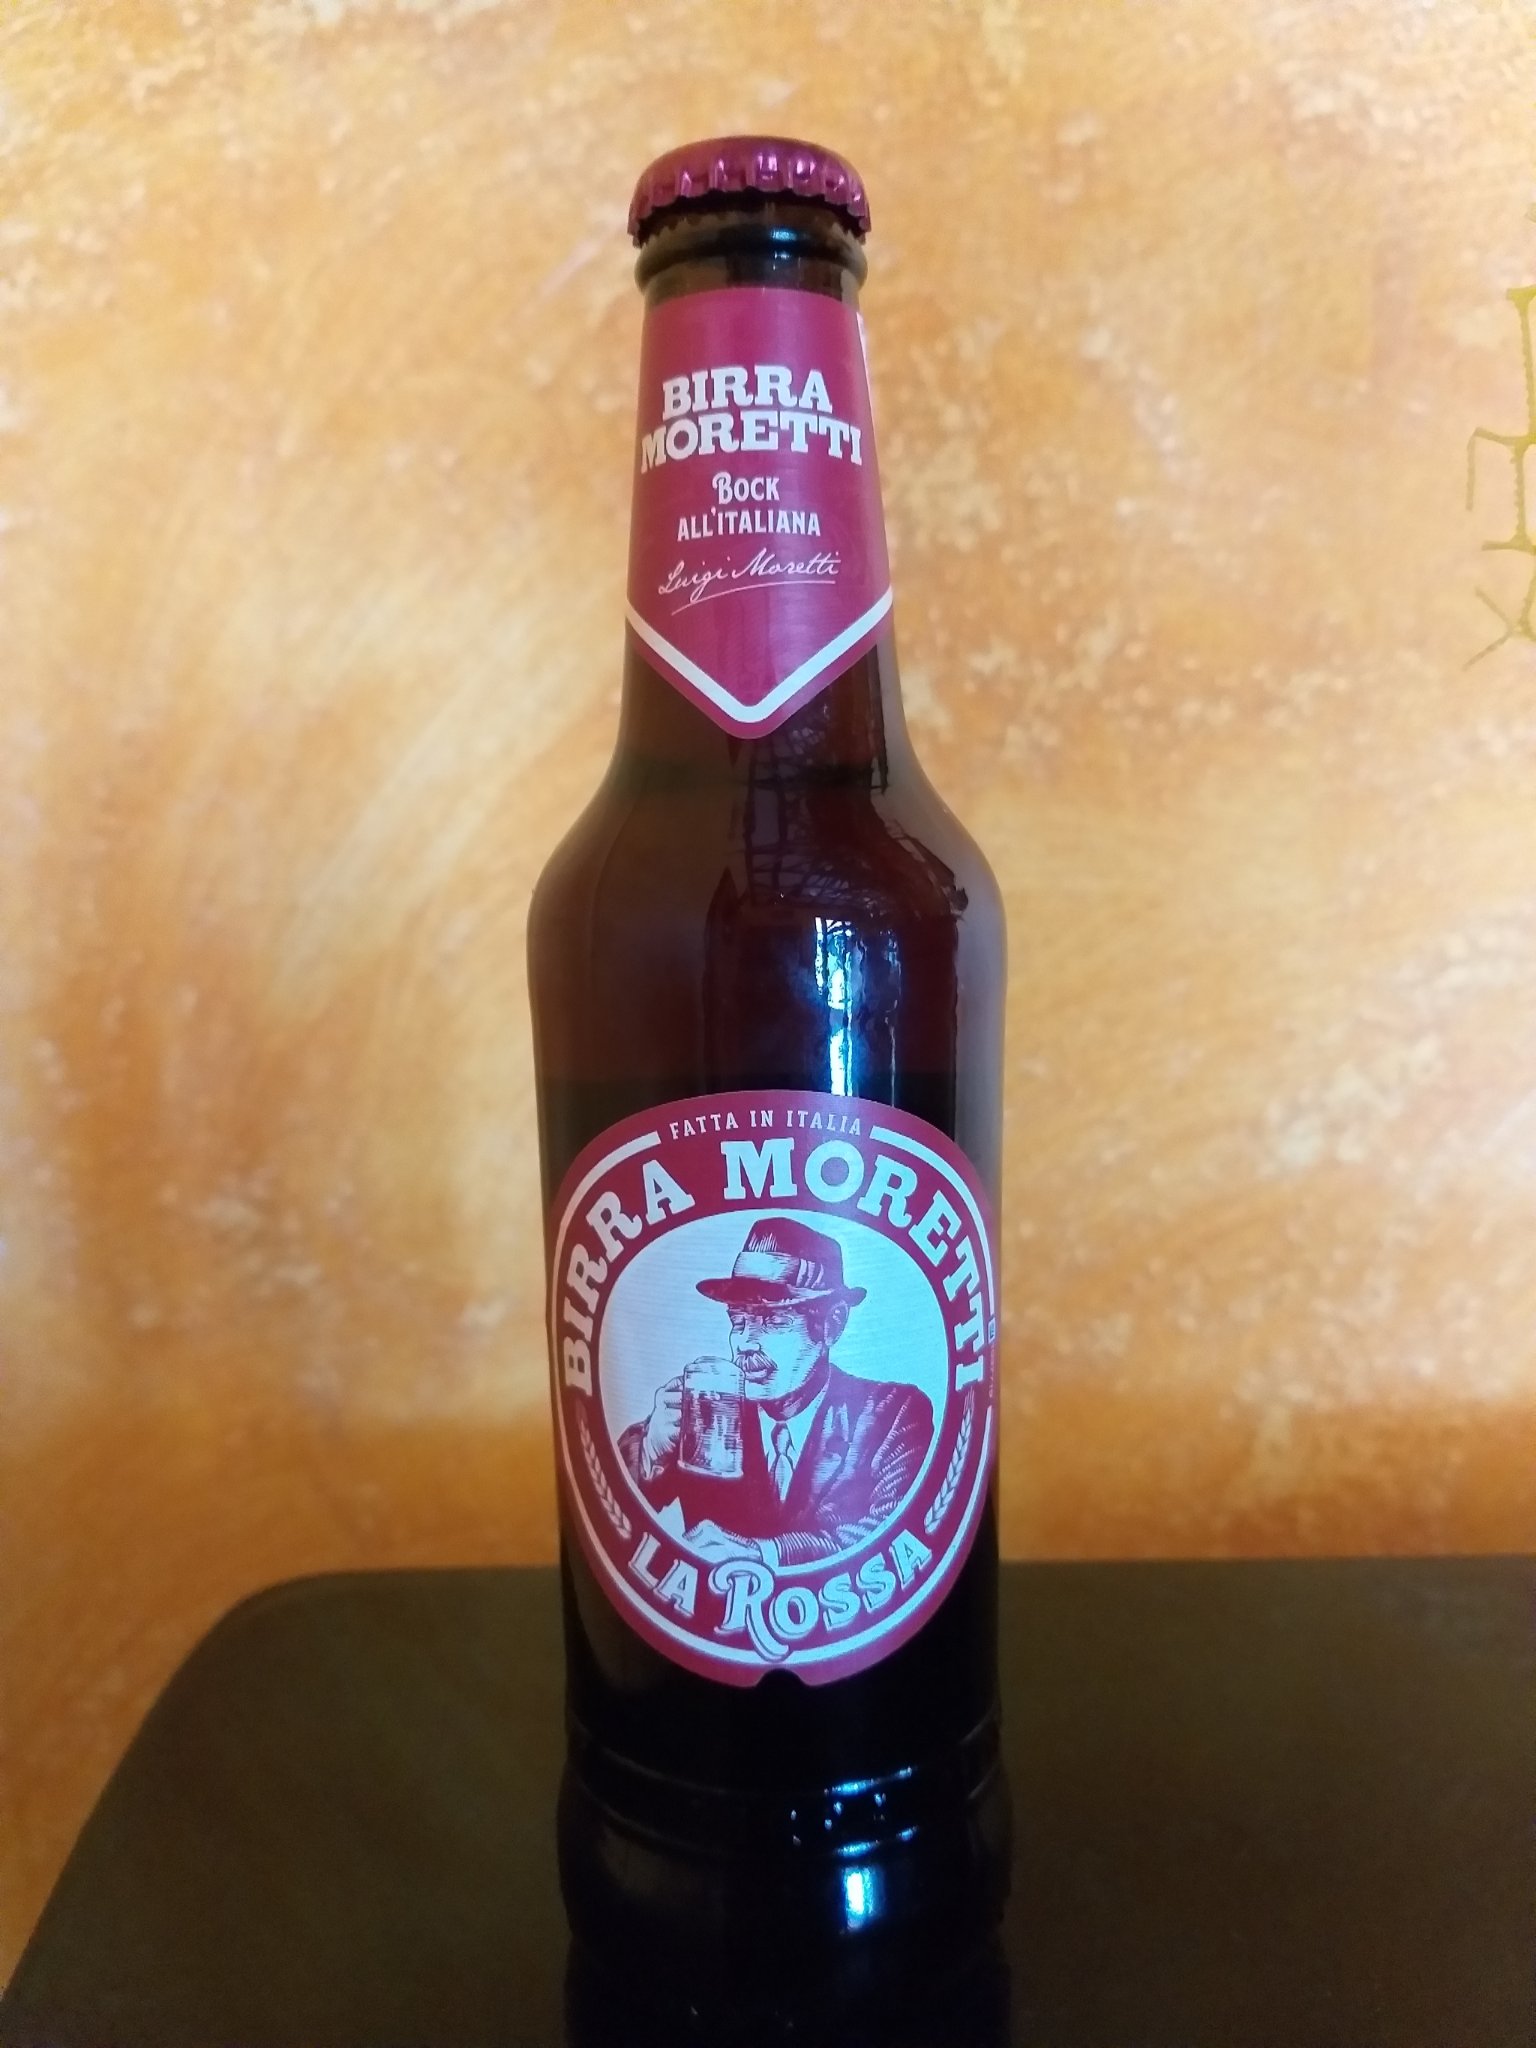 BIRRA
MORETTI
BOCK
ALL'ITALIANA
Luigi Moretti
FATTA IN ITALIA
BIRRA MORETTI
LA ROSSA